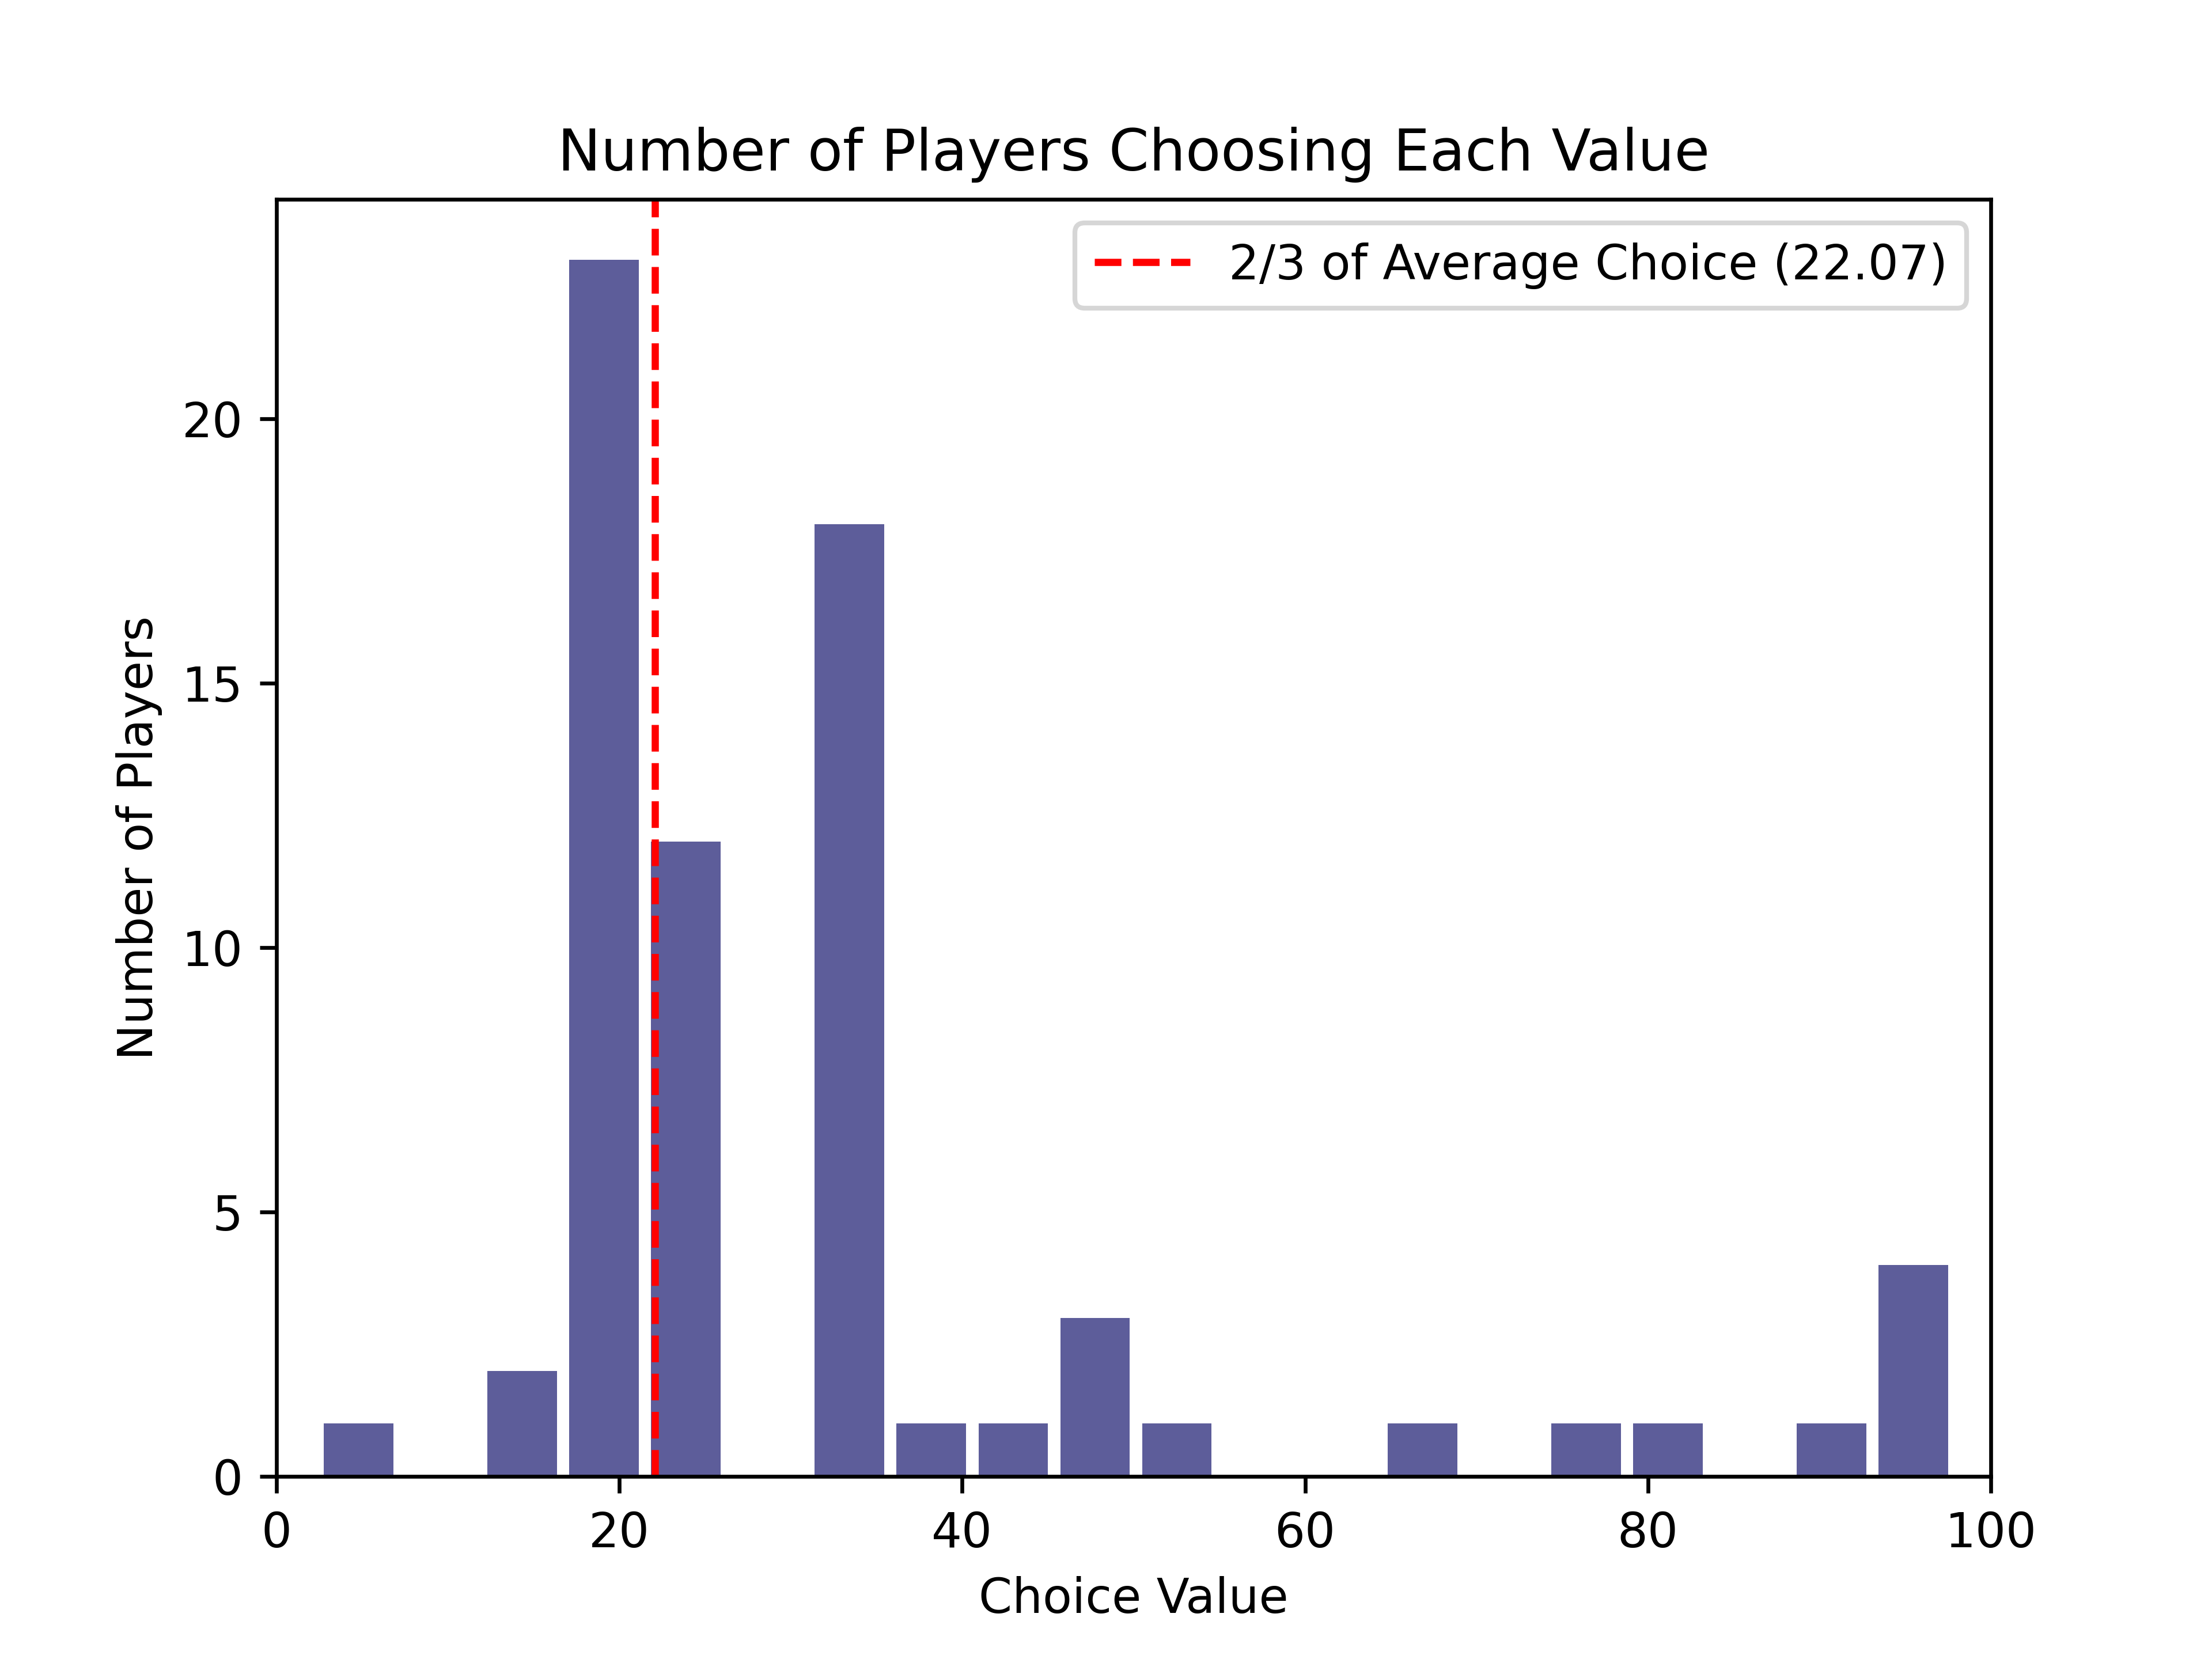 Number of Players Choosing Each Value
2/3 of Average Choice (22.07)
Number of Players
20
15
10
5
0
0 20 40 60 80 100
Choice Value